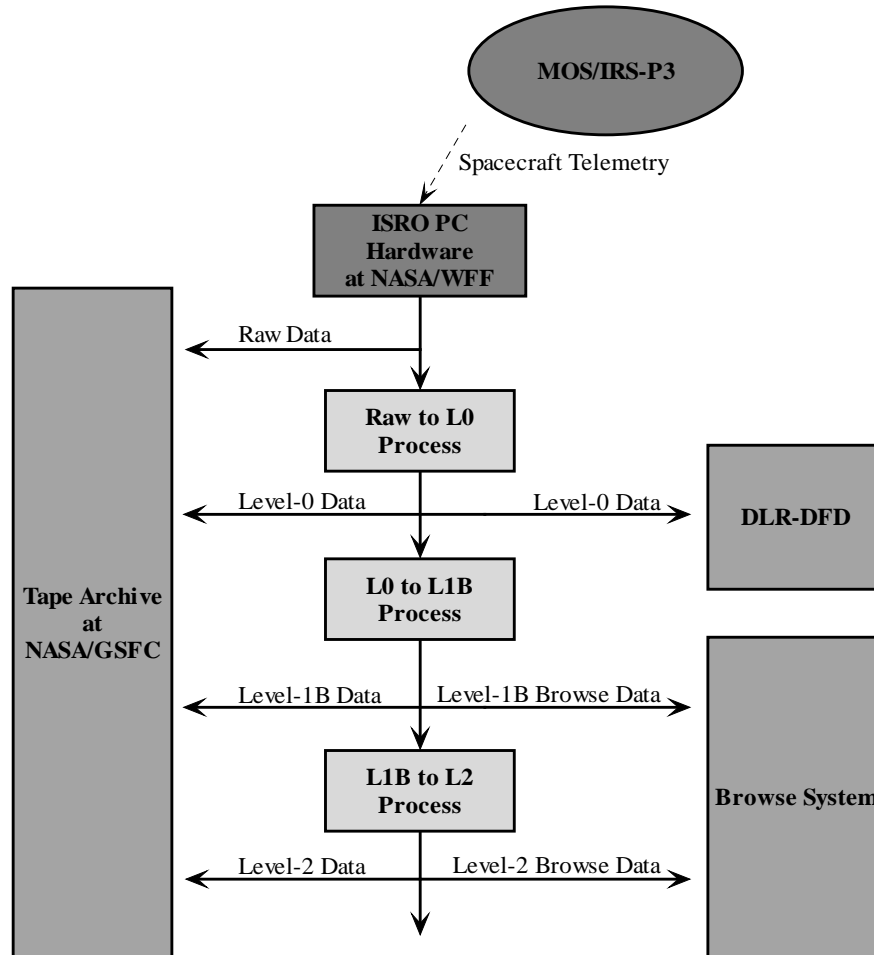 MOS/IRS-P3
Spacecraft Telemetry
ISRO PC
Hardware
at NASA/WFF
Raw Data
Raw to L0
Process
Level-0 Data
Level-0 Data
DLR-DFD
L0 to L1B
Process
Tape Archive
at
NASA/GSFC
Level-1B Data
Level-1B Browse Data
L1B to L2
Process
Browse System
Level-2 Data
Level-2 Browse Data